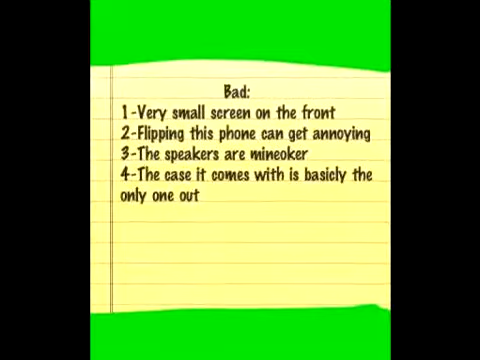 Bad:
1-Very small screen on the front
2-Flipping this phone can get annoying
3-The speakers are mineoker
4-The case it comes with is basicly the
only one out